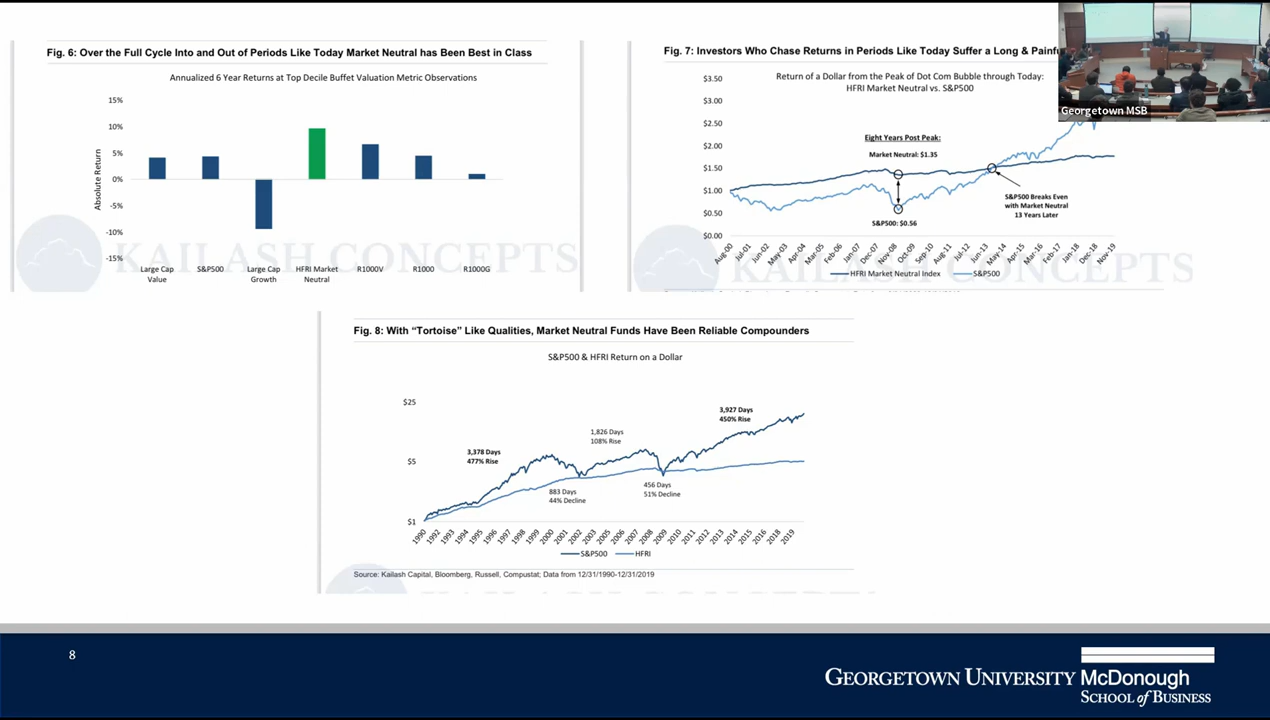 Fig. 6: Over the Full Cycle Into and Out of Periods Like Today Market Neutral has Been Best in Class
Annualized 6 Year Returns at Top Decile Buffet Valuation Metric Observations
Absolute Return
15%
10%
5%
0%
-5%
-10%
-15%
Large Cap Value
S&P500
Large Cap Growth
HFRI Market Neutral
R1000V
R1000
R1000G
KAILASH CONCEPTS
Fig. 7: Investors Who Chase Returns in Periods Like Today Suffer a Long & Painfu
Return of a Dollar from the Peak of Dot Com Bubble through Today:
HFRI Market Neutral vs. S&P500
$3.50
$3.00
$2.50
$2.00
$1.50
$1.00
$0.50
$0.00
Eight Years Post Peak:
Market Neutral: $1.35
S&P500: $0.56
S&P500 Breaks Even
with Market Neutral
13 Years Later
Aug-00
Jul-01
Jun-02
May-03
Apr-04
Mar-05
Feb-06
Jan-07
Dec-07
Nov-08
Oct-09
Sep-10
Aug-11
Jul-12
Jun-13
May-14
Apr-15
Mar-16
Feb-17
Jan-18
Dec-18
Nov-19
HFRI Market Neutral Index
S&P500
KAILASH CONCEPTS
Georgetown MSB
Fig. 8: With “Tortoise” Like Qualities, Market Neutral Funds Have Been Reliable Compounders
S&P500 & HFRI Return on a Dollar
$25
$5
$1
3,378 Days
477% Rise
883 Days
44% Decline
1,826 Days
108% Rise
456 Days
51% Decline
3,927 Days
450% Rise
1990
1992
1993
1994
1995
1996
1997
1998
1999
2000
2001
2002
2003
2005
2006
2007
2008
2009
2010
2011
2012
2013
2014
2015
2016
2018
2019
S&P500
HFRI
Source: Kailash Capital, Bloomberg, Russell, Compustat; Data from 12/31/1990-12/31/2019
8
GEORGETOWN UNIVERSITY McDonough
SCHOOL of BUSINESS